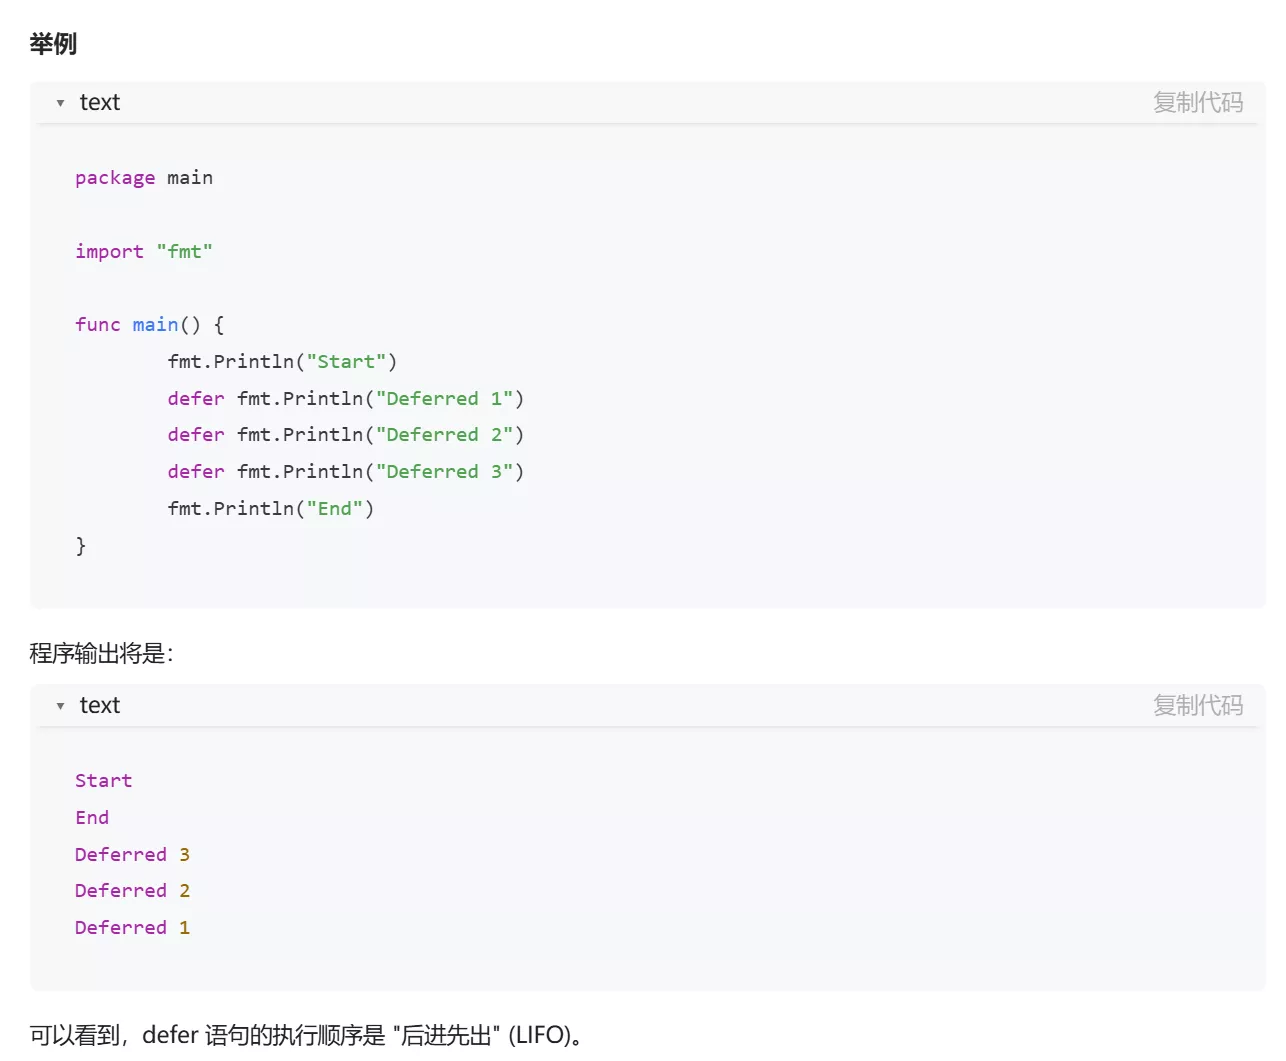 举例
text 复制代码
package main
import "fmt"
func main() {
fmt.Println("Start")
defer fmt.Println("Deferred 1")
defer fmt.Println("Deferred 2")
defer fmt.Println("Deferred 3")
fmt.Println("End")
}
程序输出将是：
text 复制代码
Start
End
Deferred 3
Deferred 2
Deferred 1
可以看到，defer 语句的执行顺序是 "后进先出" (LIFO)。